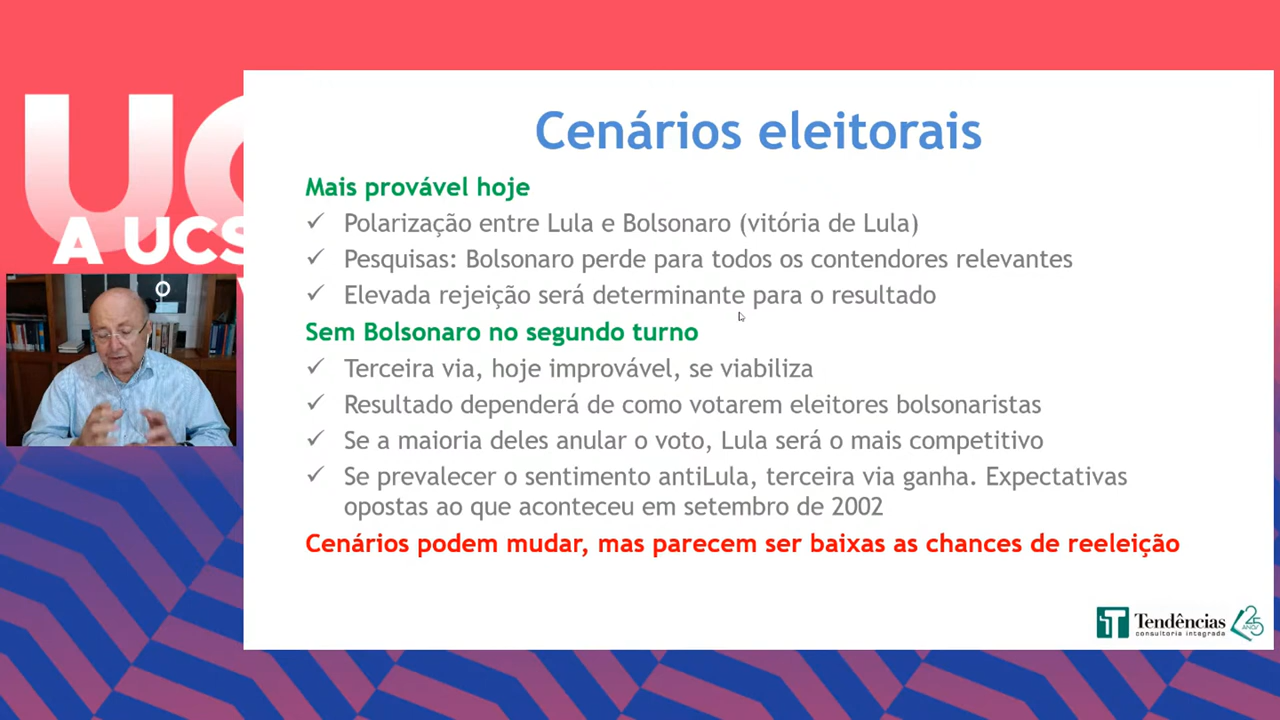 UC
A UCS
O
Cenários eleitorais
Mais provável hoje
✓ Polarização entre Lula e Bolsonaro (vitória de Lula)
✓ Pesquisas: Bolsonaro perde para todos os contendores relevantes
✓ Elevada rejeição será determinante para o resultado
Sem Bolsonaro no segundo turno
✓ Terceira via, hoje improvável, se viabiliza
✓ Resultado dependerá de como votarem eleitores bolsonaristas
✓ Se a maioria deles anular o voto, Lula será o mais competitivo
✓ Se prevalecer o sentimento antiLula, terceira via ganha. Expectativas
opostas ao que aconteceu em setembro de 2002
Cenários podem mudar, mas parecem ser baixas as chances de reeleição
Tendências
consultoria integrada
25
ANOS